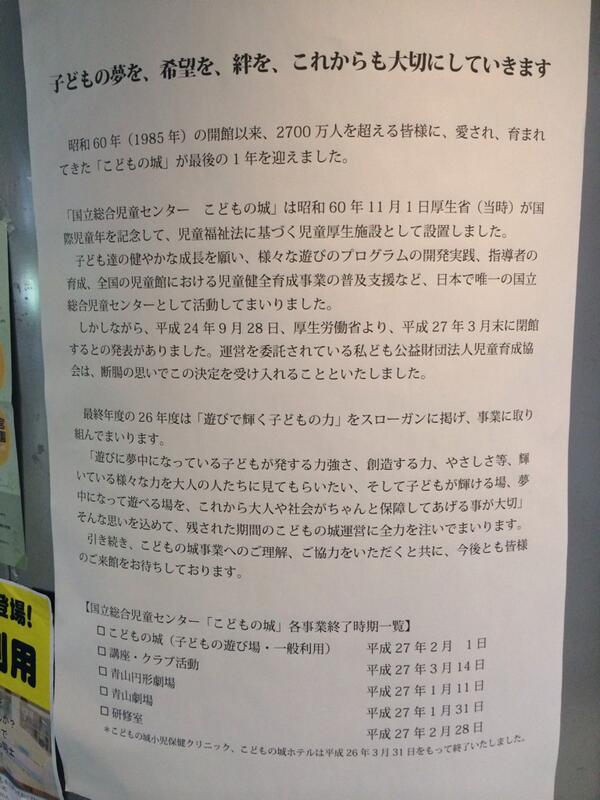 子どもの夢を、希望を、絆を、これからも大切にしていきます
昭和60年（1985年）の開館以来、2700万人を超える皆様に、愛され、育まれ
てきた「こどもの城」が最後の1年を迎えました。
「国立総合児童センター　こどもの城」は昭和60年11月1日厚生省（当時）が国
際児童年を記念して、児童福祉法に基づく児童厚生施設として設置しました。
子ども達の健やかな成長を願い、様々な遊びのプログラムの開発実践、指導者の
育成、全国の児童館における児童健全育成事業の普及支援など、日本で唯一の国立
総合児童センターとして活動してまいりました。
しかしながら、平成24年9月28日、厚生労働省より、平成27年3月末に閉館
するとの発表がありました。運営を委託されている私ども公益財団法人児童育成協
会は、断腸の思いでこの決定を受け入れることといたしました。
最終年度の26年度は「遊びで輝く子どもの力」をスローガンに掲げ、事業に取り
組んでまいります。
「遊びに夢中になっている子どもが発する力強さ、創造する力、やさしさ等、輝
いている様々な力を大人の人たちに見てもらいたい、そして子どもが輝ける場、夢
中になって遊べる場を、これから大人や社会がちゃんと保障してあげる事が大切」
そんな思いを込めて、残された期間のこどもの城運営に全力を注いでまいります。
引き続き、こどもの城事業へのご理解、ご協力をいただくと共に、今後とも皆様
のご来館をお待ちしております。
【国立総合児童センター「こどもの城」各事業終了時期一覧】
□ こどもの城（子どもの遊び場・一般利用）　平成27年2月　1日
□ 講座・クラブ活動　平成27年3月14日
□ 青山円形劇場　平成27年1月11日
□ 青山劇場　平成27年1月31日
□ 研修室　平成27年2月28日
＊こどもの城小児保健クリニック、こどもの城ホテルは平成26年3月31日をもって終了いたしました。
登場!
利用